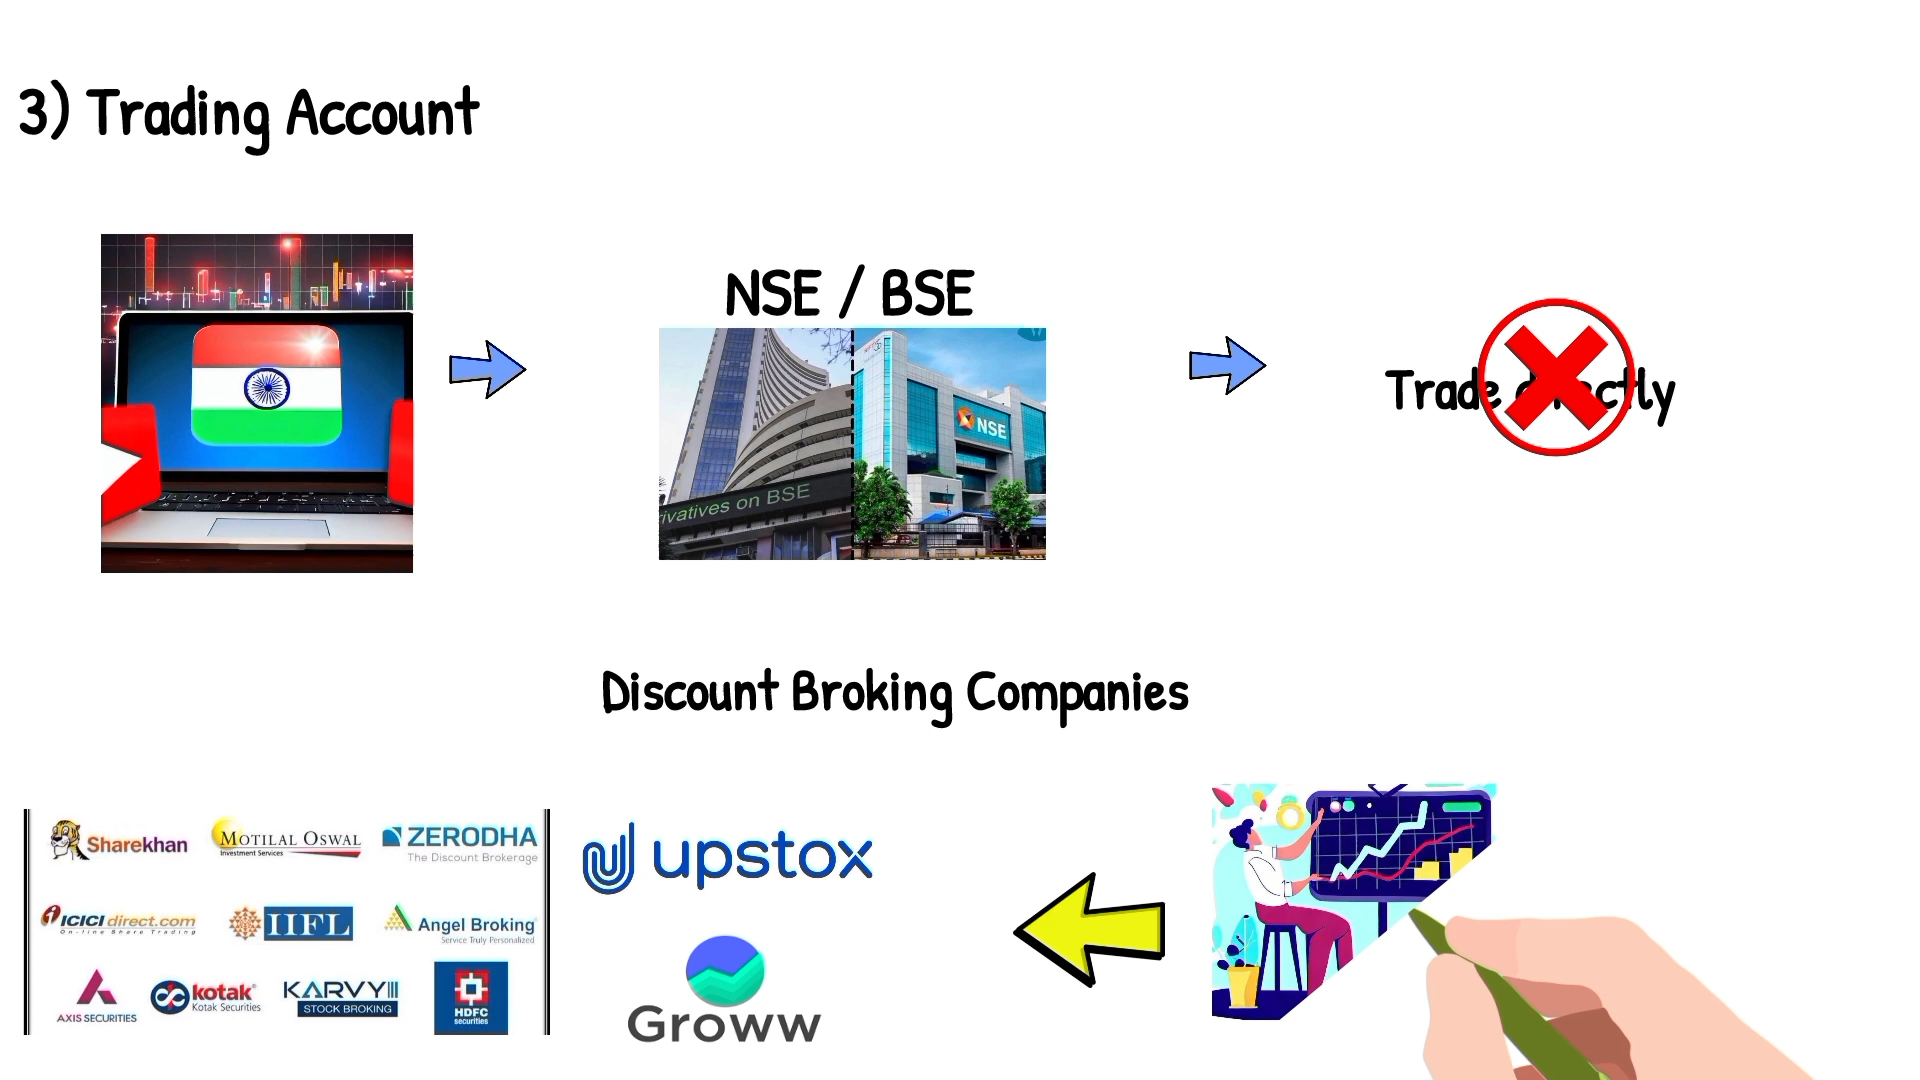 3) Trading Account
NSE / BSE
NSE
ivatives on BSE
Trade directly
Discount Broking Companies
Sharekhan
MOTILAL OSWAL
Investment Services
ZERODHA
The Discount Brokerage
upstox
ICICI direct.com
On-line Share Trading
IIFL
Angel Broking
Service Truly Personalized
AXIS SECURITIES
kotak
Kotak Securities
KARVY
STOCK BROKING
HDFC
securities
Groww